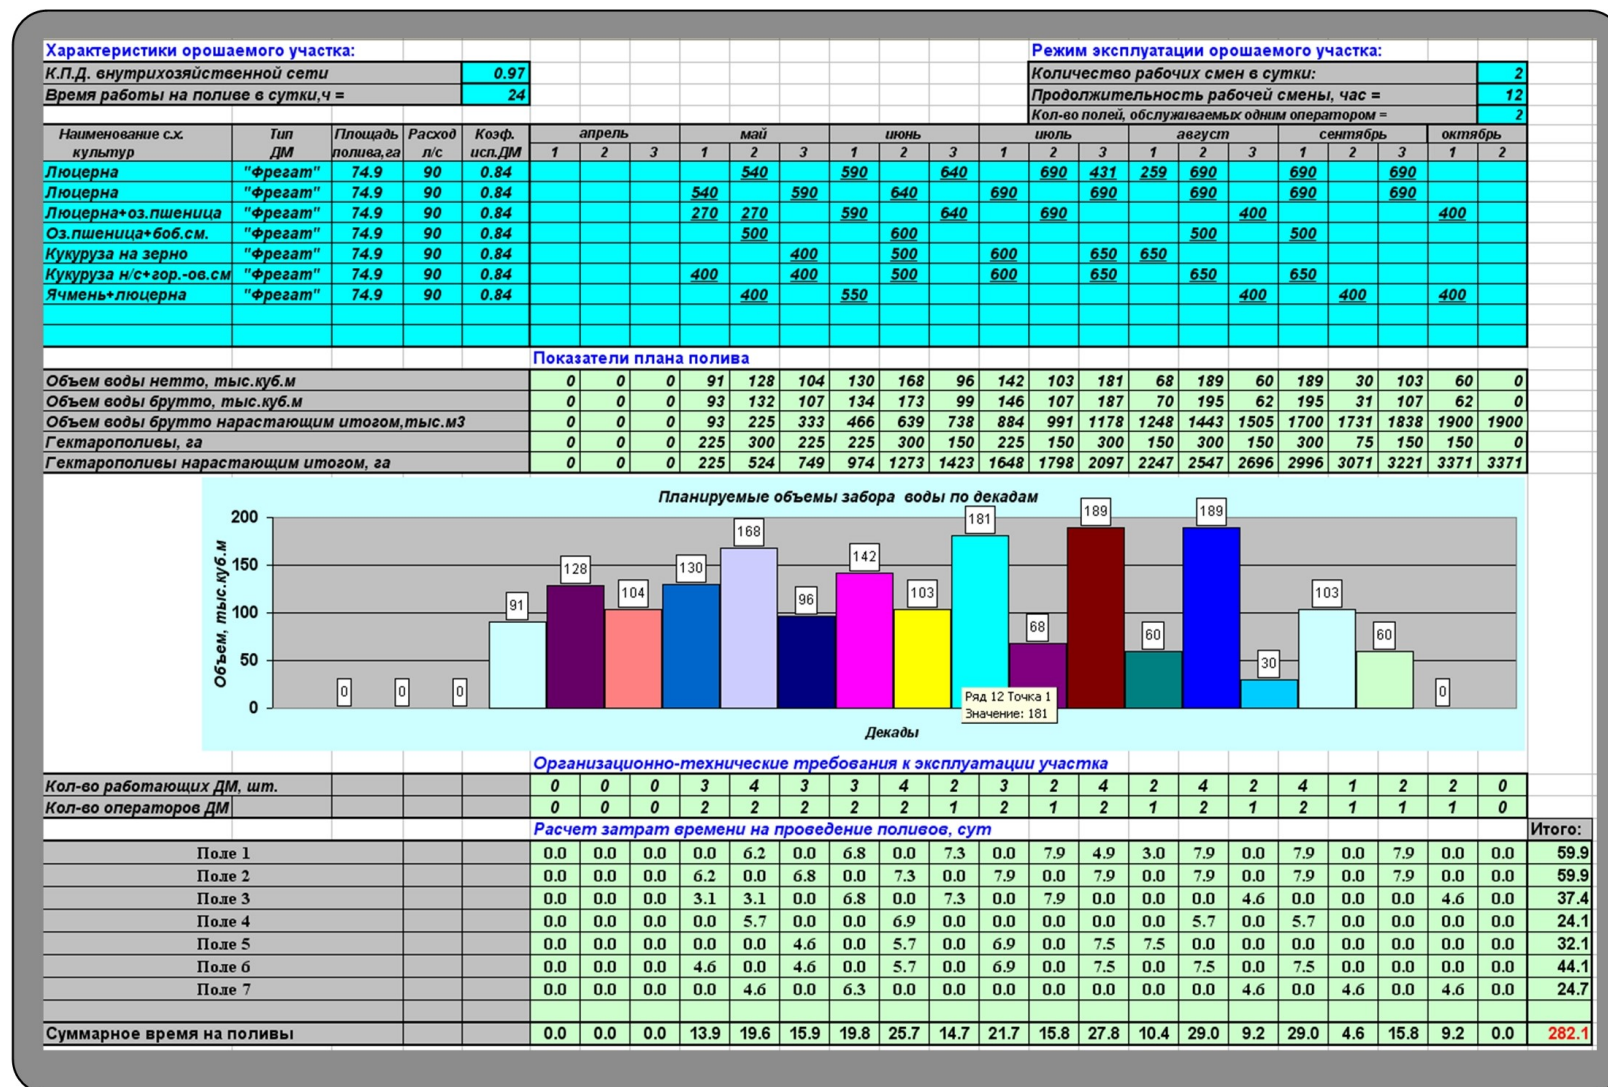 Характеристики орошаемого участка: Режим эксплуатации орошаемого участка:
К.П.Д. внутрихозяйственной сети 0.97 Количество рабочих смен в сутки: 2
Время работы на поливе в сутки,ч = 24 Продолжительность рабочей смены, час = 12
Кол-во полей, обслуживаемых одним оператором = 2
Наименование с.х. Тип Площадь Расход Коэф. апрель май июнь июль август сентябрь октябрь
культур ДМ полива,га л/с исп.ДМ 1 2 3 1 2 3 1 2 3 1 2 3 1 2 3 1 2 3 1 2
Люцерна "Фрегат" 74.9 90 0.84 540 590 640 690 431 259 690 690 690
Люцерна "Фрегат" 74.9 90 0.84 540 590 640 690 690 690 690 690
Люцерна+оз.пшеница "Фрегат" 74.9 90 0.84 270 270 590 640 690 400 400
Оз.пшеница+боб.см. "Фрегат" 74.9 90 0.84 500 600 500 500
Кукуруза на зерно "Фрегат" 74.9 90 0.84 400 500 600 650 650
Кукуруза н/с+гор.-ов.см "Фрегат" 74.9 90 0.84 400 400 500 600 650 650 650
Ячмень+люцерна "Фрегат" 74.9 90 0.84 400 550 400 400 400
Показатели плана полива
Объем воды нетто, тыс.куб.м 0 0 0 91 128 104 130 168 96 142 103 181 68 189 60 189 30 103 60 0
Объем воды брутто, тыс.куб.м 0 0 0 93 132 107 134 173 99 146 107 187 70 195 62 195 31 107 62 0
Объем воды брутто нарастающим итогом,тыс.м3 93 225 333 466 639 738 884 991 1178 1248 1443 1505 1700 1731 1838 1900 1900
Гектарополивы, га 0 0 0 225 300 225 225 300 150 225 150 300 150 300 150 300 75 150 150 0
Гектарополивы нарастающим итогом, га 0 0 0 225 524 749 974 1273 1423 1648 1798 2097 2247 2547 2696 2996 3071 3221 3371 3371
Планируемые объемы забора воды по декадам
Объем, тыс.куб.м
200
150
100
50
0
0 0 0 91 128 104 130 168 96 142 103 181 68 189 60 189 30 103 60 0
Ряд 12 Точка 1
Значение: 181
Декады
Организационно-технические требования к эксплуатации участка
Кол-во работающих ДМ, шт. 0 0 0 3 4 3 3 4 2 3 2 4 2 4 2 4 1 2 2 0
Кол-во операторов ДМ 0 0 0 2 2 2 2 2 1 2 1 2 1 2 1 2 1 1 1 0
Расчет затрат времени на проведение поливов, сут Итого:
Поле 1 0.0 0.0 0.0 0.0 6.2 0.0 6.8 0.0 7.3 0.0 7.9 4.9 3.0 7.9 0.0 7.9 0.0 7.9 0.0 0.0 59.9
Поле 2 0.0 0.0 0.0 6.2 0.0 6.8 0.0 7.3 0.0 7.9 0.0 7.9 0.0 7.9 0.0 7.9 0.0 7.9 0.0 0.0 59.9
Поле 3 0.0 0.0 0.0 3.1 3.1 0.0 6.8 0.0 7.3 0.0 7.9 0.0 0.0 0.0 4.6 0.0 0.0 0.0 4.6 0.0 37.4
Поле 4 0.0 0.0 0.0 0.0 5.7 0.0 0.0 6.9 0.0 0.0 0.0 0.0 0.0 5.7 0.0 5.7 0.0 0.0 0.0 0.0 24.1
Поле 5 0.0 0.0 0.0 0.0 0.0 4.6 0.0 5.7 0.0 6.9 0.0 7.5 7.5 0.0 0.0 0.0 0.0 0.0 0.0 0.0 32.1
Поле 6 0.0 0.0 0.0 4.6 0.0 4.6 0.0 5.7 0.0 6.9 0.0 7.5 0.0 7.5 0.0 7.5 0.0 0.0 0.0 0.0 44.1
Поле 7 0.0 0.0 0.0 0.0 4.6 0.0 6.3 0.0 0.0 0.0 0.0 0.0 0.0 0.0 4.6 0.0 4.6 0.0 4.6 0.0 24.7
Суммарное время на поливы 0.0 0.0 0.0 13.9 19.6 15.9 19.8 25.7 14.7 21.7 15.8 27.8 10.4 29.0 9.2 29.0 4.6 15.8 9.2 0.0 282.1